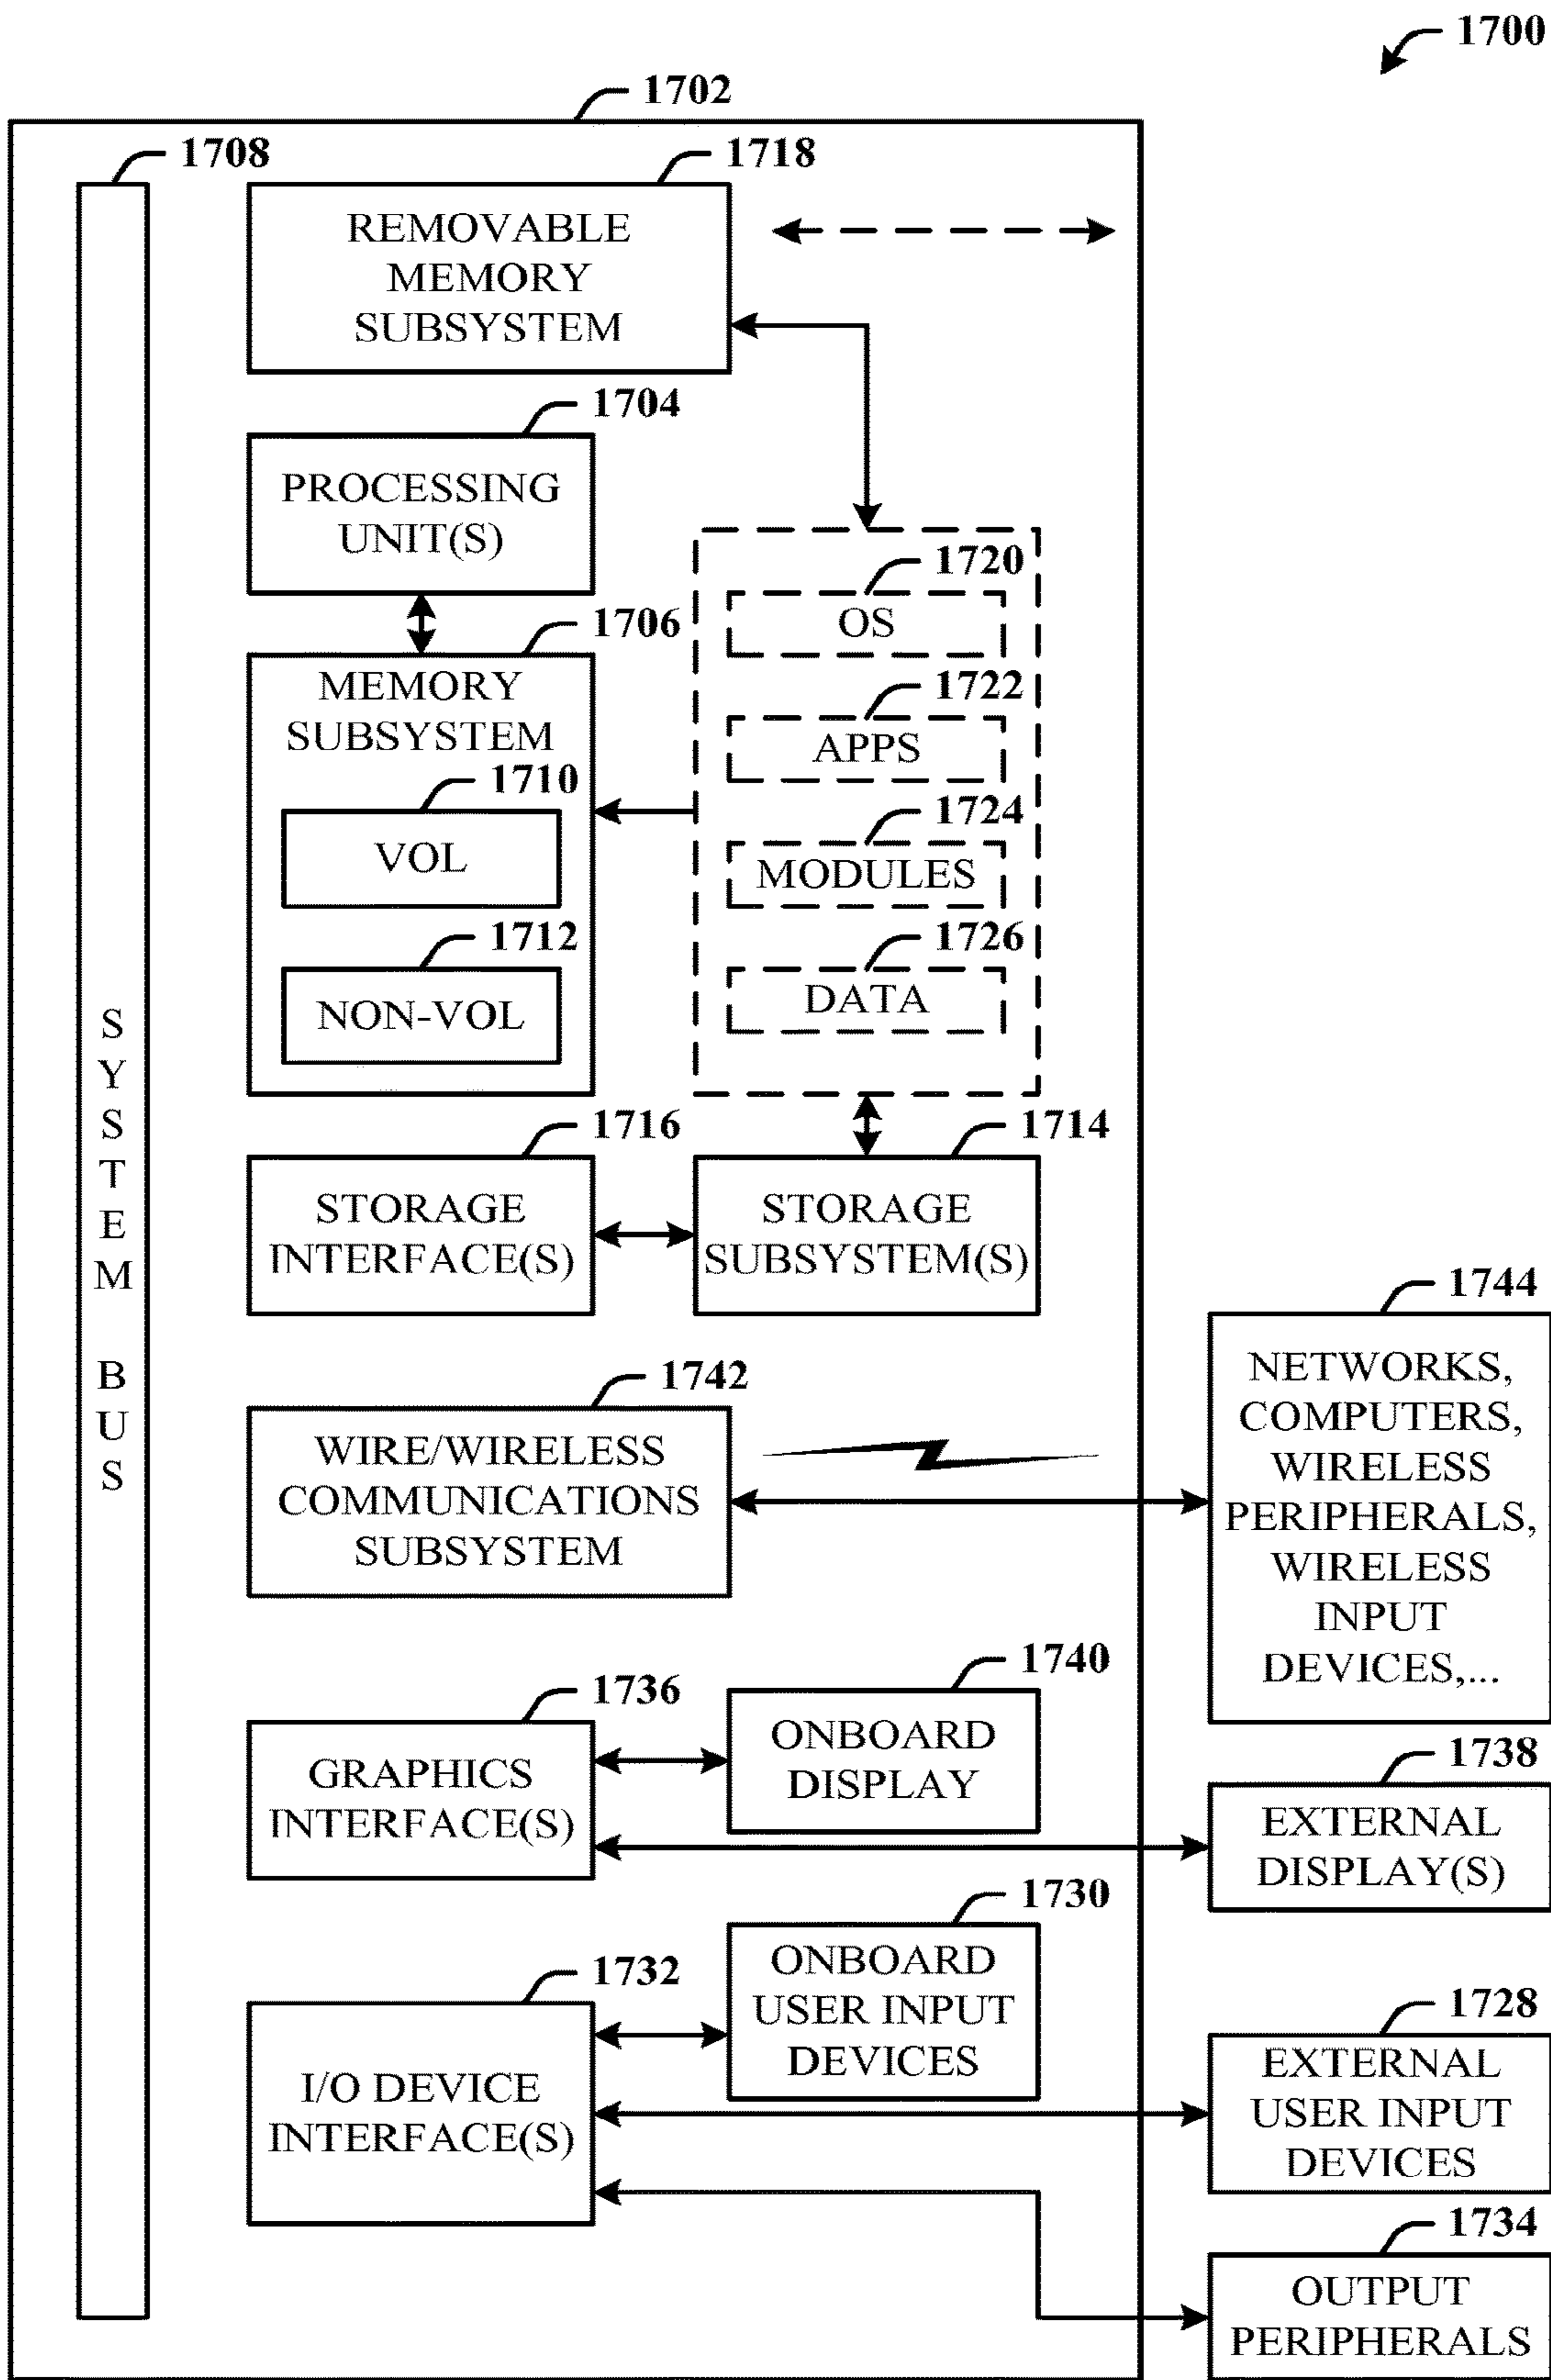 1700
1702
1708
1718
REMOVABLE
MEMORY
SUBSYSTEM
1704
PROCESSING
UNIT(S)
1706
MEMORY
SUBSYSTEM
1710
VOL
1712
NON-VOL
1720
OS
1722
APPS
1724
MODULES
1726
DATA
1716
STORAGE
INTERFACE(S)
1714
STORAGE
SUBSYSTEM(S)
SYSTEM BUS
1742
WIRE/WIRELESS
COMMUNICATIONS
SUBSYSTEM
1744
NETWORKS,
COMPUTERS,
WIRELESS
PERIPHERALS,
WIRELESS
INPUT
DEVICES,...
1736
GRAPHICS
INTERFACE(S)
1740
ONBOARD
DISPLAY
1738
EXTERNAL
DISPLAY(S)
1732
I/O DEVICE
INTERFACE(S)
1730
ONBOARD
USER INPUT
DEVICES
1728
EXTERNAL
USER INPUT
DEVICES
1734
OUTPUT
PERIPHERALS